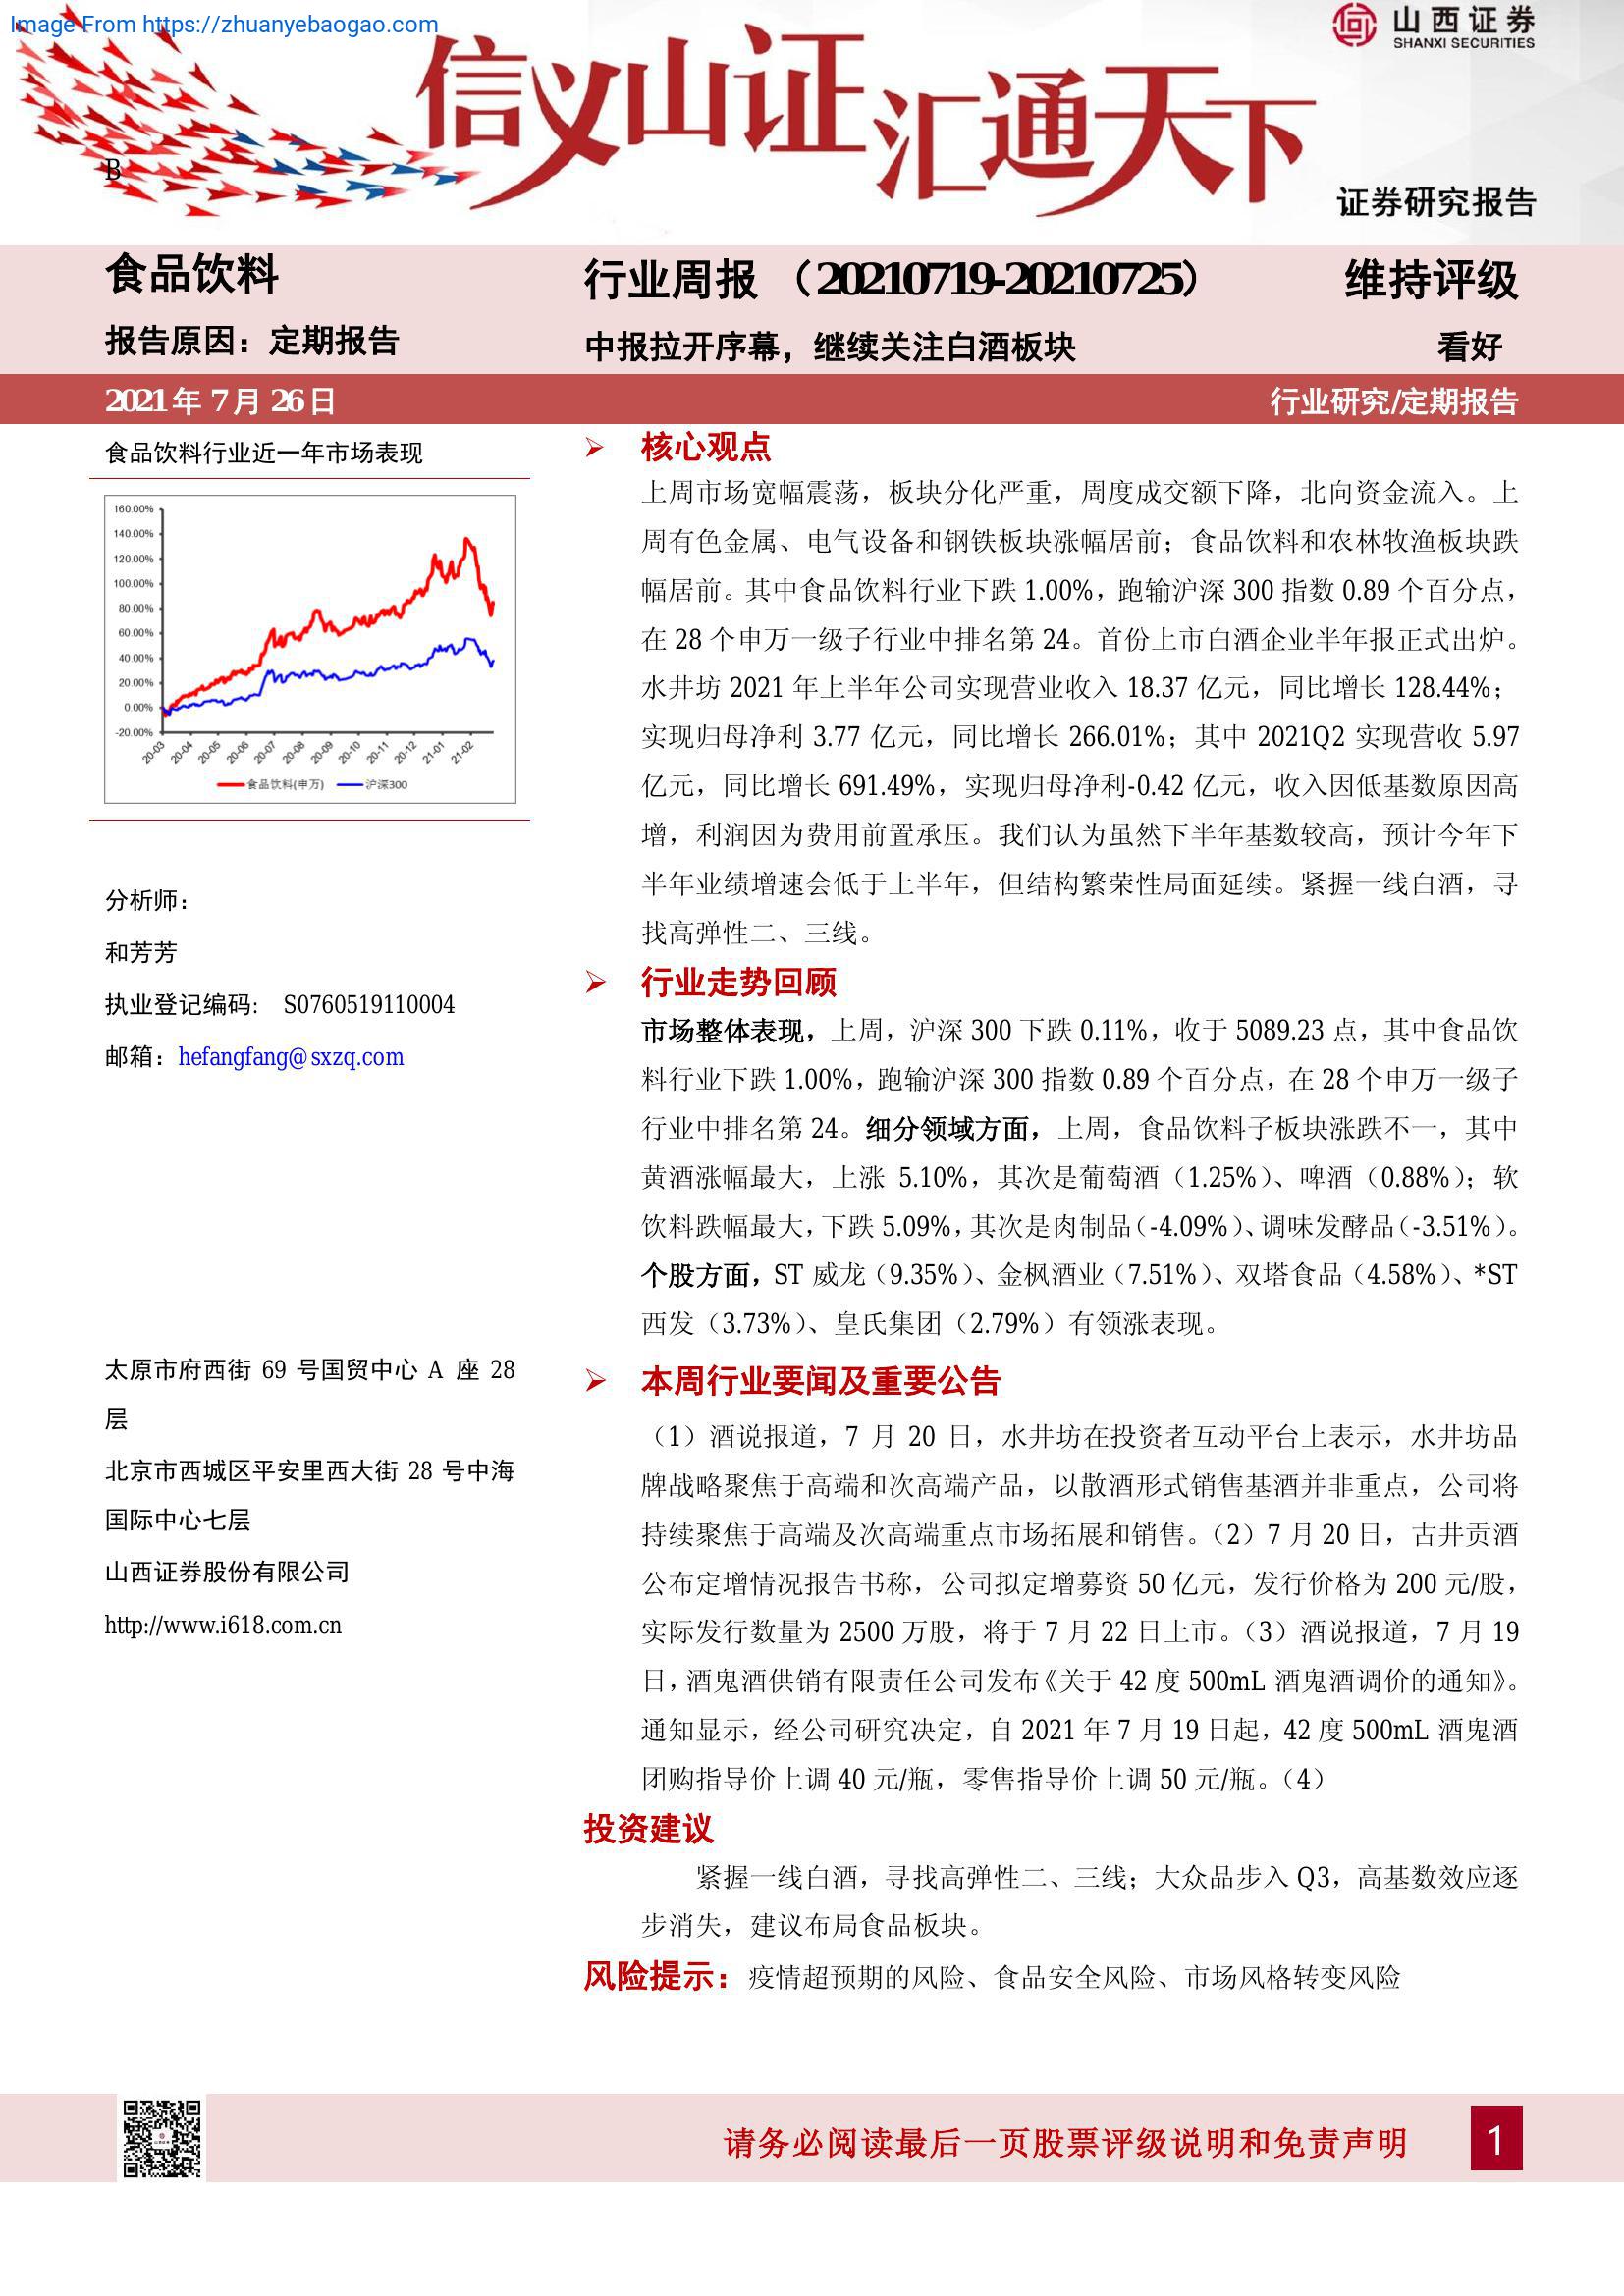 Image From https://zhuanyebaogao.com
山西证券
SHANXI SECURITIES
信义山证汇通天下
B
证券研究报告
食品饮料
行业周报 （20210719-20210725）
维持评级
报告原因：定期报告
中报拉开序幕，继续关注白酒板块
看好
2021 年 7 月 26 日
行业研究/定期报告
食品饮料行业近一年市场表现
160.00%
140.00%
120.00%
100.00%
80.00%
60.00%
40.00%
20.00%
0.00%
-20.00%
20-03 20-04 20-05 20-06 20-07 20-08 20-09 20-10 20-11 20-12 21-01 21-02
食品饮料(申万) 沪深300
分析师：
和芳芳
执业登记编码: S0760519110004
邮箱：hefangfang@sxzq.com
太原市府西街 69 号国贸中心 A 座 28
层
北京市西城区平安里西大街 28 号中海
国际中心七层
山西证券股份有限公司
http://www.i618.com.cn
核心观点
上周市场宽幅震荡，板块分化严重，周度成交额下降，北向资金流入。上
周有色金属、电气设备和钢铁板块涨幅居前；食品饮料和农林牧渔板块跌
幅居前。其中食品饮料行业下跌 1.00%，跑输沪深 300 指数 0.89 个百分点，
在 28 个申万一级子行业中排名第 24。首份上市白酒企业半年报正式出炉。
水井坊 2021 年上半年公司实现营业收入 18.37 亿元，同比增长 128.44%；
实现归母净利 3.77 亿元，同比增长 266.01%；其中 2021Q2 实现营收 5.97
亿元，同比增长 691.49%，实现归母净利-0.42 亿元，收入因低基数原因高
增，利润因为费用前置承压。我们认为虽然下半年基数较高，预计今年下
半年业绩增速会低于上半年，但结构繁荣性局面延续。紧握一线白酒，寻
找高弹性二、三线。
行业走势回顾
市场整体表现，上周，沪深 300 下跌 0.11%，收于 5089.23 点，其中食品饮
料行业下跌 1.00%，跑输沪深 300 指数 0.89 个百分点，在 28 个申万一级子
行业中排名第 24。细分领域方面，上周，食品饮料子板块涨跌不一，其中
黄酒涨幅最大，上涨 5.10%，其次是葡萄酒（1.25%）、啤酒（0.88%）；软
饮料跌幅最大，下跌 5.09%，其次是肉制品（-4.09%）、调味发酵品（-3.51%）。
个股方面，ST 威龙（9.35%）、金枫酒业（7.51%）、双塔食品（4.58%）、*ST
西发（3.73%）、皇氏集团（2.79%）有领涨表现。
本周行业要闻及重要公告
（1）酒说报道，7 月 20 日，水井坊在投资者互动平台上表示，水井坊品
牌战略聚焦于高端和次高端产品，以散酒形式销售基酒并非重点，公司将
持续聚焦于高端及次高端重点市场拓展和销售。（2）7 月 20 日，古井贡酒
公布定增情况报告书称，公司拟定增募资 50 亿元，发行价格为 200 元/股，
实际发行数量为 2500 万股，将于 7 月 22 日上市。（3）酒说报道，7 月 19
日，酒鬼酒供销有限责任公司发布《关于 42 度 500mL 酒鬼酒调价的通知》。
通知显示，经公司研究决定，自 2021 年 7 月 19 日起，42 度 500mL 酒鬼酒
团购指导价上调 40 元/瓶，零售指导价上调 50 元/瓶。（4）
投资建议
紧握一线白酒，寻找高弹性二、三线；大众品步入 Q3，高基数效应逐
步消失，建议布局食品板块。
风险提示：疫情超预期的风险、食品安全风险、市场风格转变风险
请务必阅读最后一页股票评级说明和免责声明
1